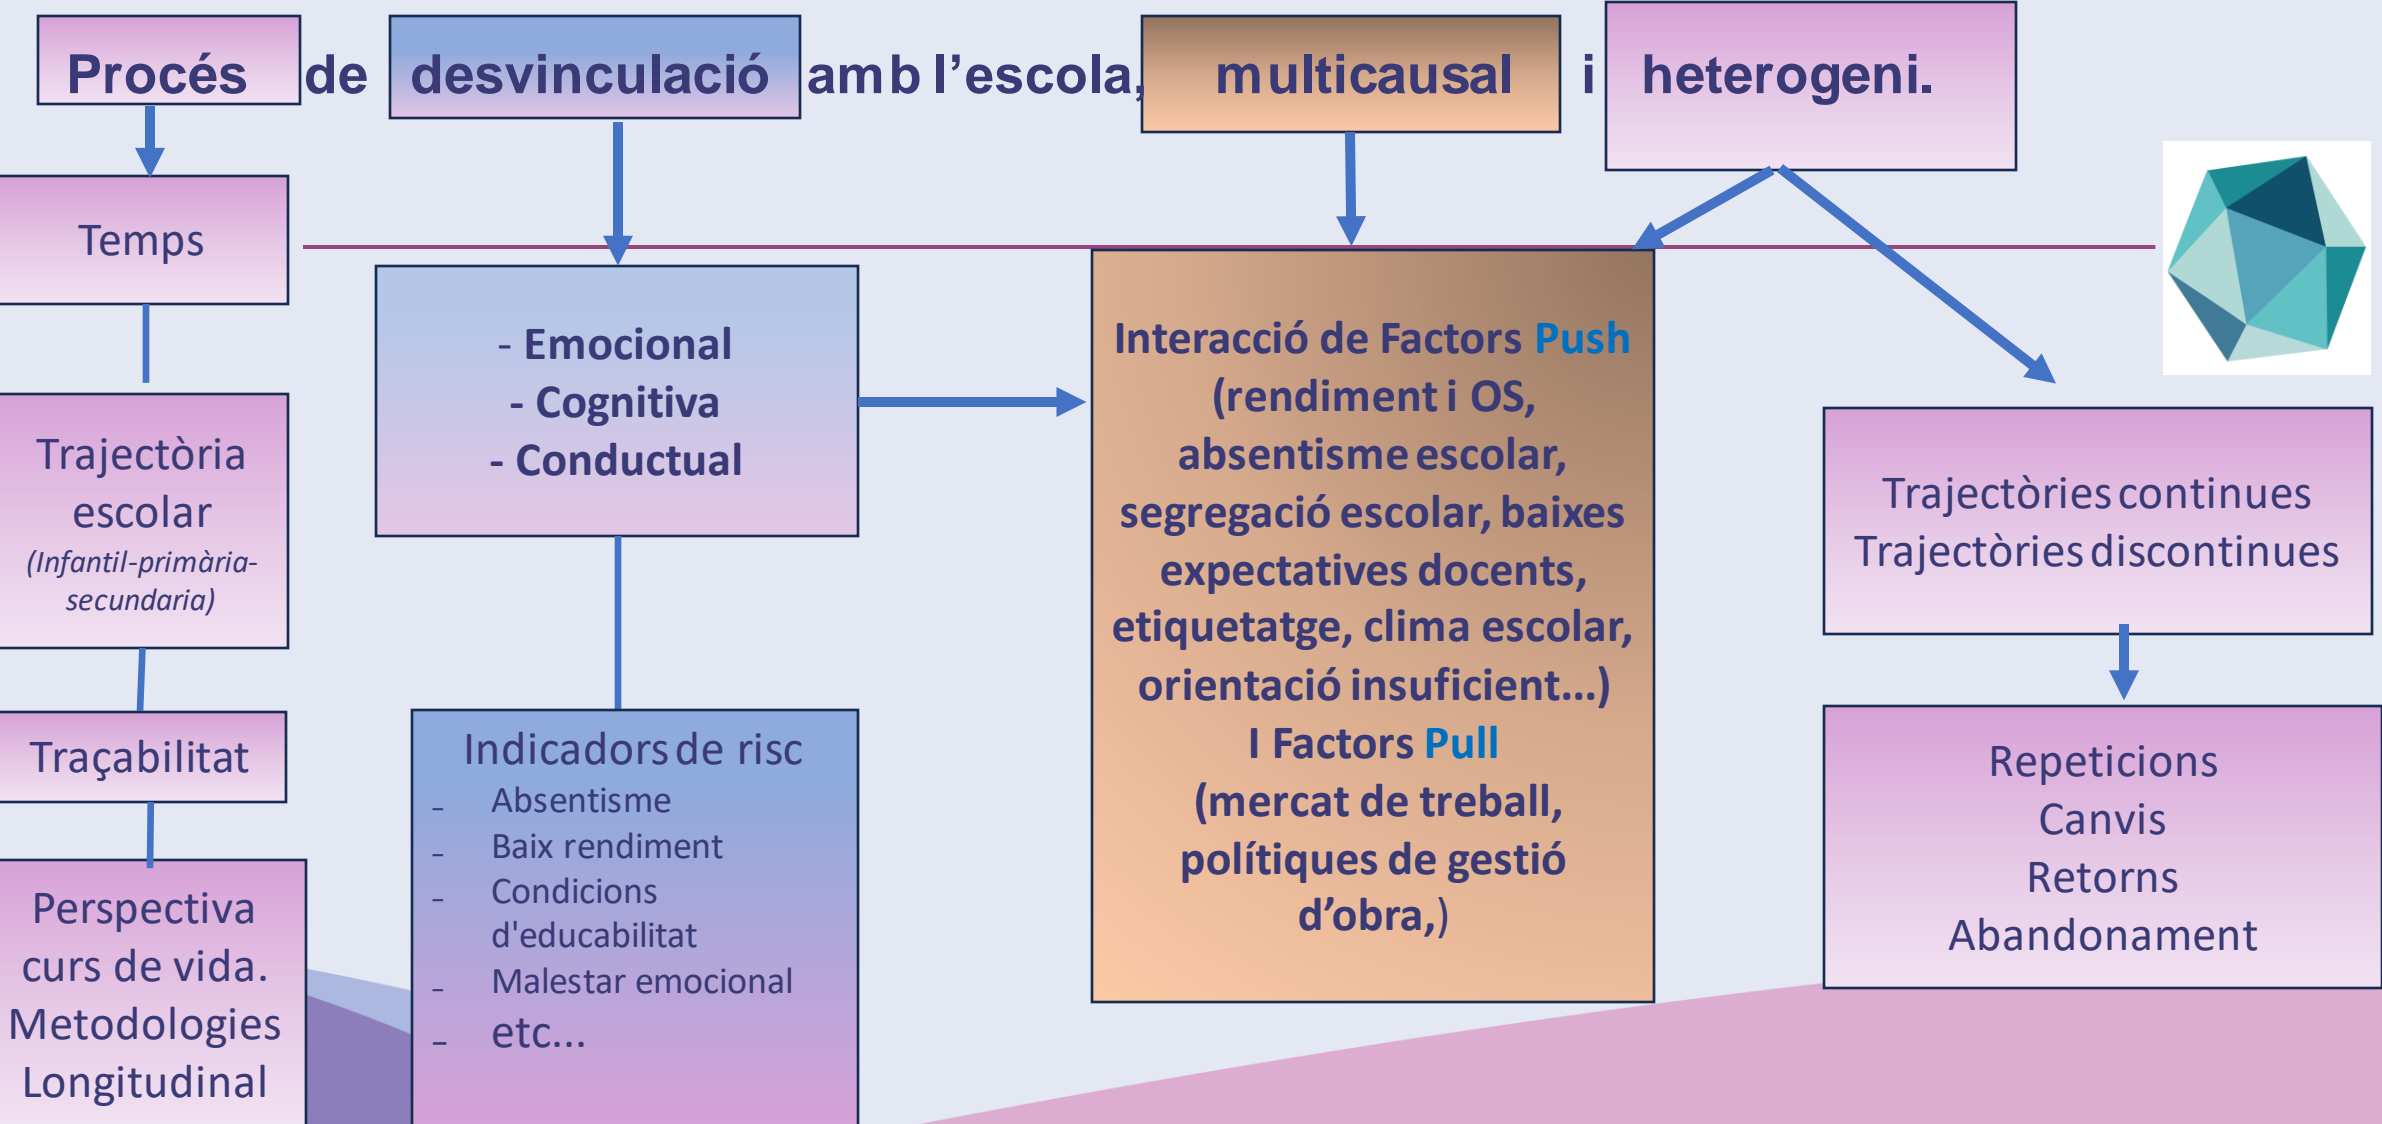 Procés de desvinculació amb l'escola, multicausal i heterogeni.
Temps
Trajectòria
escolar
(Infantil-primària-
secundaria)
Traçabilitat
Perspectiva
curs de vida.
Metodologies
Longitudinal
- Emocional
- Cognitiva
- Conductual
Indicadors de risc
- Absentisme
- Baix rendiment
- Condicions
d'educabilitat
- Malestar emocional
- etc...
Interacció de Factors Push
(rendiment i OS,
absentisme escolar,
segregació escolar, baixes
expectatives docents,
etiquetatge, clima escolar,
orientació insuficient...)
I Factors Pull
(mercat de treball,
polítiques de gestió
d'obra,)
Trajectòries continues
Trajectòries discontinues
Repeticions
Canvis
Retorns
Abandonament